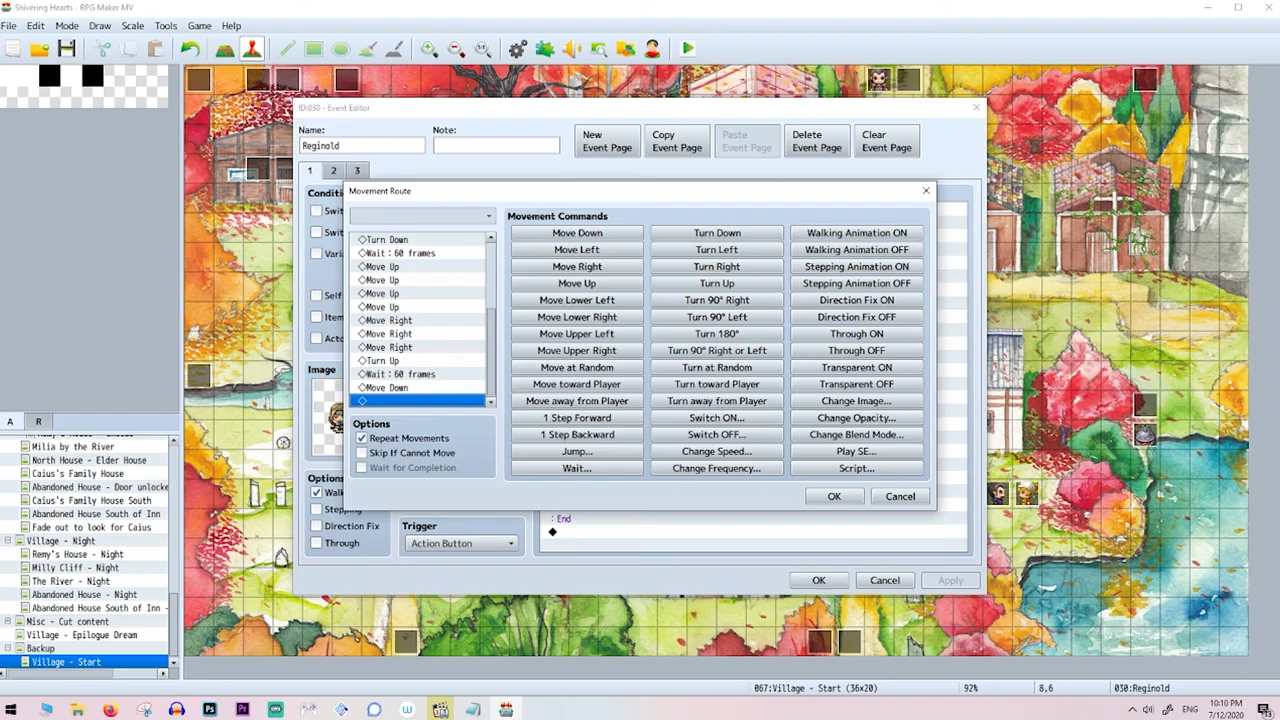 Shivering Hearts - RPG Maker MV
File Edit Mode Draw Scale Tools Game Help
ID:030 - Event Editor
Name:
Note:
Reginold
New Event Page
Copy Event Page
Paste Event Page
Delete Event Page
Clear Event Page
1 2 3
Movement Route
Movement Commands
◇Turn Down
◇Wait：60 frames
◇Move Up
◇Move Up
◇Move Up
◇Move Up
◇Move Right
◇Move Right
◇Move Right
◇Turn Up
◇Wait：60 frames
◇Move Down
◇
Move Down Turn Down Walking Animation ON
Move Left Turn Left Walking Animation OFF
Move Right Turn Right Stepping Animation ON
Move Up Turn Up Stepping Animation OFF
Move Lower Left Turn 90° Right Direction Fix ON
Move Lower Right Turn 90° Left Direction Fix OFF
Move Upper Left Turn 180° Through ON
Move Upper Right Turn 90° Right or Left Through OFF
Move at Random Turn at Random Transparent ON
Move toward Player Turn toward Player Transparent OFF
Move away from Player Turn away from Player Change Image...
1 Step Forward Switch ON... Change Opacity...
1 Step Backward Switch OFF... Change Blend Mode...
Jump... Change Speed... Play SE...
Wait... Change Frequency... Script...
Options
Repeat Movements
Skip If Cannot Move
Wait for Completion
OK Cancel
Conditi
Swit
Swit
Varia
Self
Item
Acto
Image
Options
Walk
Stepping
Direction Fix
Through
Trigger
Action Button
: End
◆
OK Cancel Apply
A R
Milia by the River
North House - Elder House
Caius's Family House
Abandoned House - Door unlocke
Caius's Family House South
Abandoned House South of Inn
Fade out to look for Caius
Village - Night
Remy's House - Night
Milly Cliff - Night
The River - Night
Abandoned House - Night
Abandoned House South of Inn -
Misc - Cut content
Village - Epilogue Dream
Backup
Village - Start
067:Village - Start (36x20) 92% 8,6 030:Reginold
ENG
10:10 PM
7/12/2020